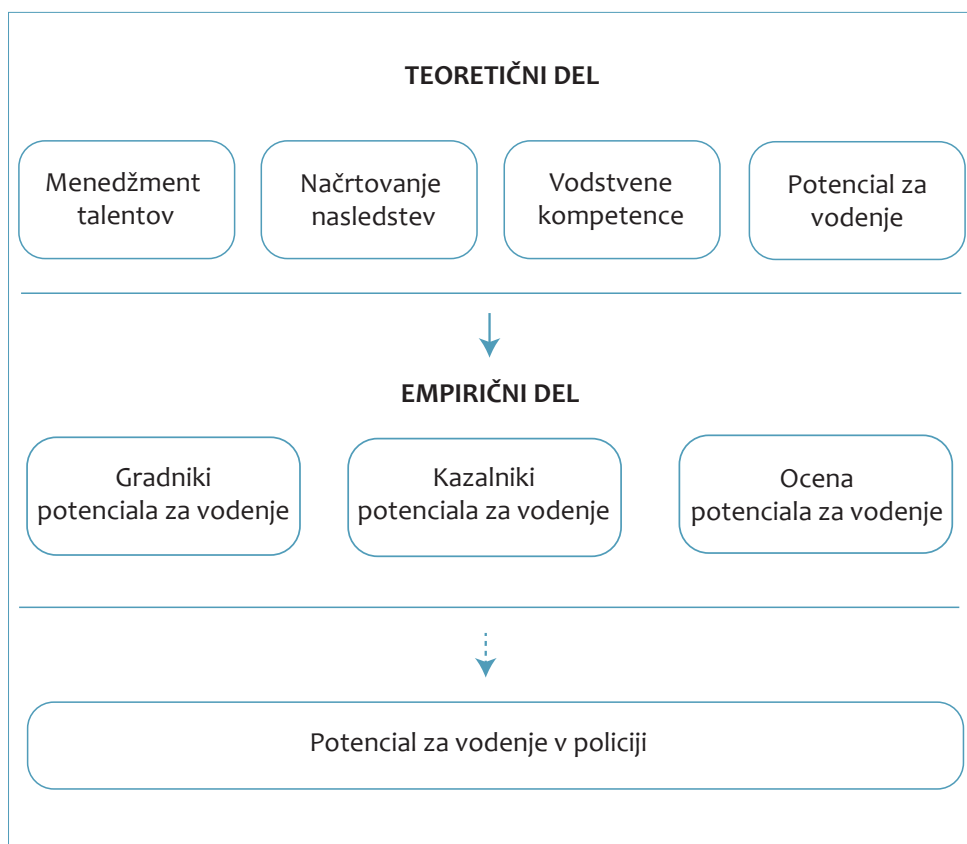 TEORETIČNI DEL
Menedžment
talentov
Načrtovanje
nasledstev
Vodstvene
kompetence
Potencial za
vodenje
EMPIRIČNI DEL
Gradniki
potenciala za vodenje
Kazalniki
potenciala za vodenje
Ocena
potenciala za vodenje
Potencial za vodenje v policiji